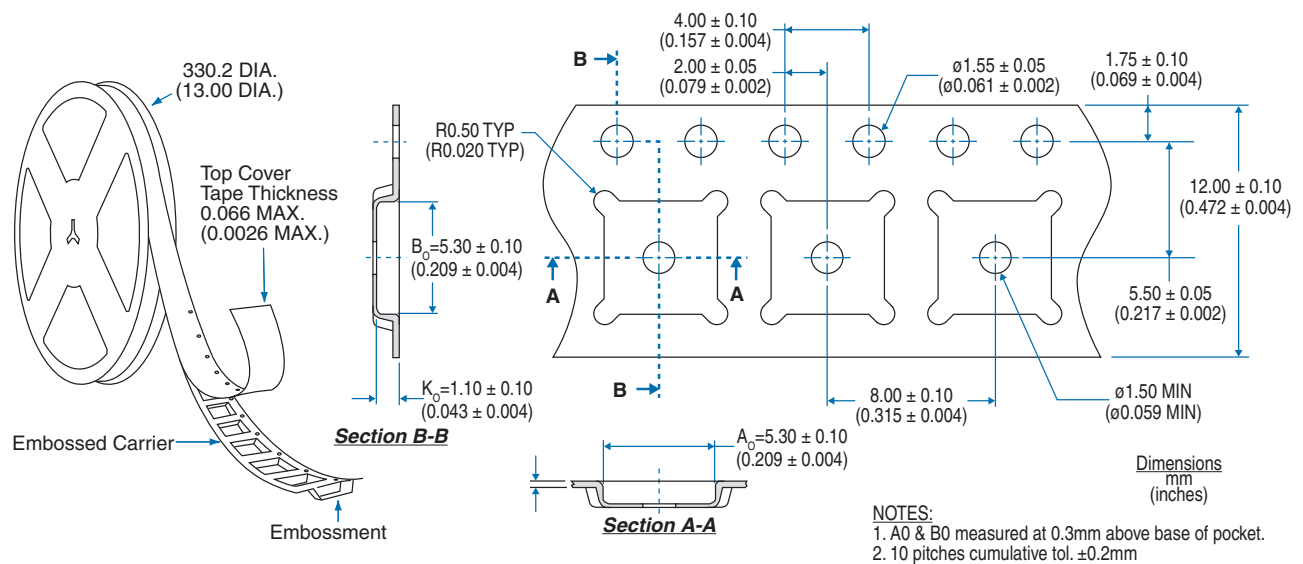 330.2 DIA.
(13.00 DIA.)
Top Cover
Tape Thickness
0.066 MAX.
(0.0026 MAX.)
Embossed Carrier
Embossment
B₀=5.30 ± 0.10
(0.209 ± 0.004)
K₀=1.10 ± 0.10
(0.043 ± 0.004)
Section B-B
B
4.00 ± 0.10
(0.157 ± 0.004)
2.00 ± 0.05
(0.079 ± 0.002)
ø1.55 ± 0.05
(ø0.061 ± 0.002)
1.75 ± 0.10
(0.069 ± 0.004)
R0.50 TYP
(R0.020 TYP)
12.00 ± 0.10
(0.472 ± 0.004)
A
A
5.50 ± 0.05
(0.217 ± 0.002)
B
8.00 ± 0.10
(0.315 ± 0.004)
ø1.50 MIN
(ø0.059 MIN)
A₀=5.30 ± 0.10
(0.209 ± 0.004)
Section A-A
Dimensions
mm
(inches)
NOTES:
1. A0 & B0 measured at 0.3mm above base of pocket.
2. 10 pitches cumulative tol. ±0.2mm